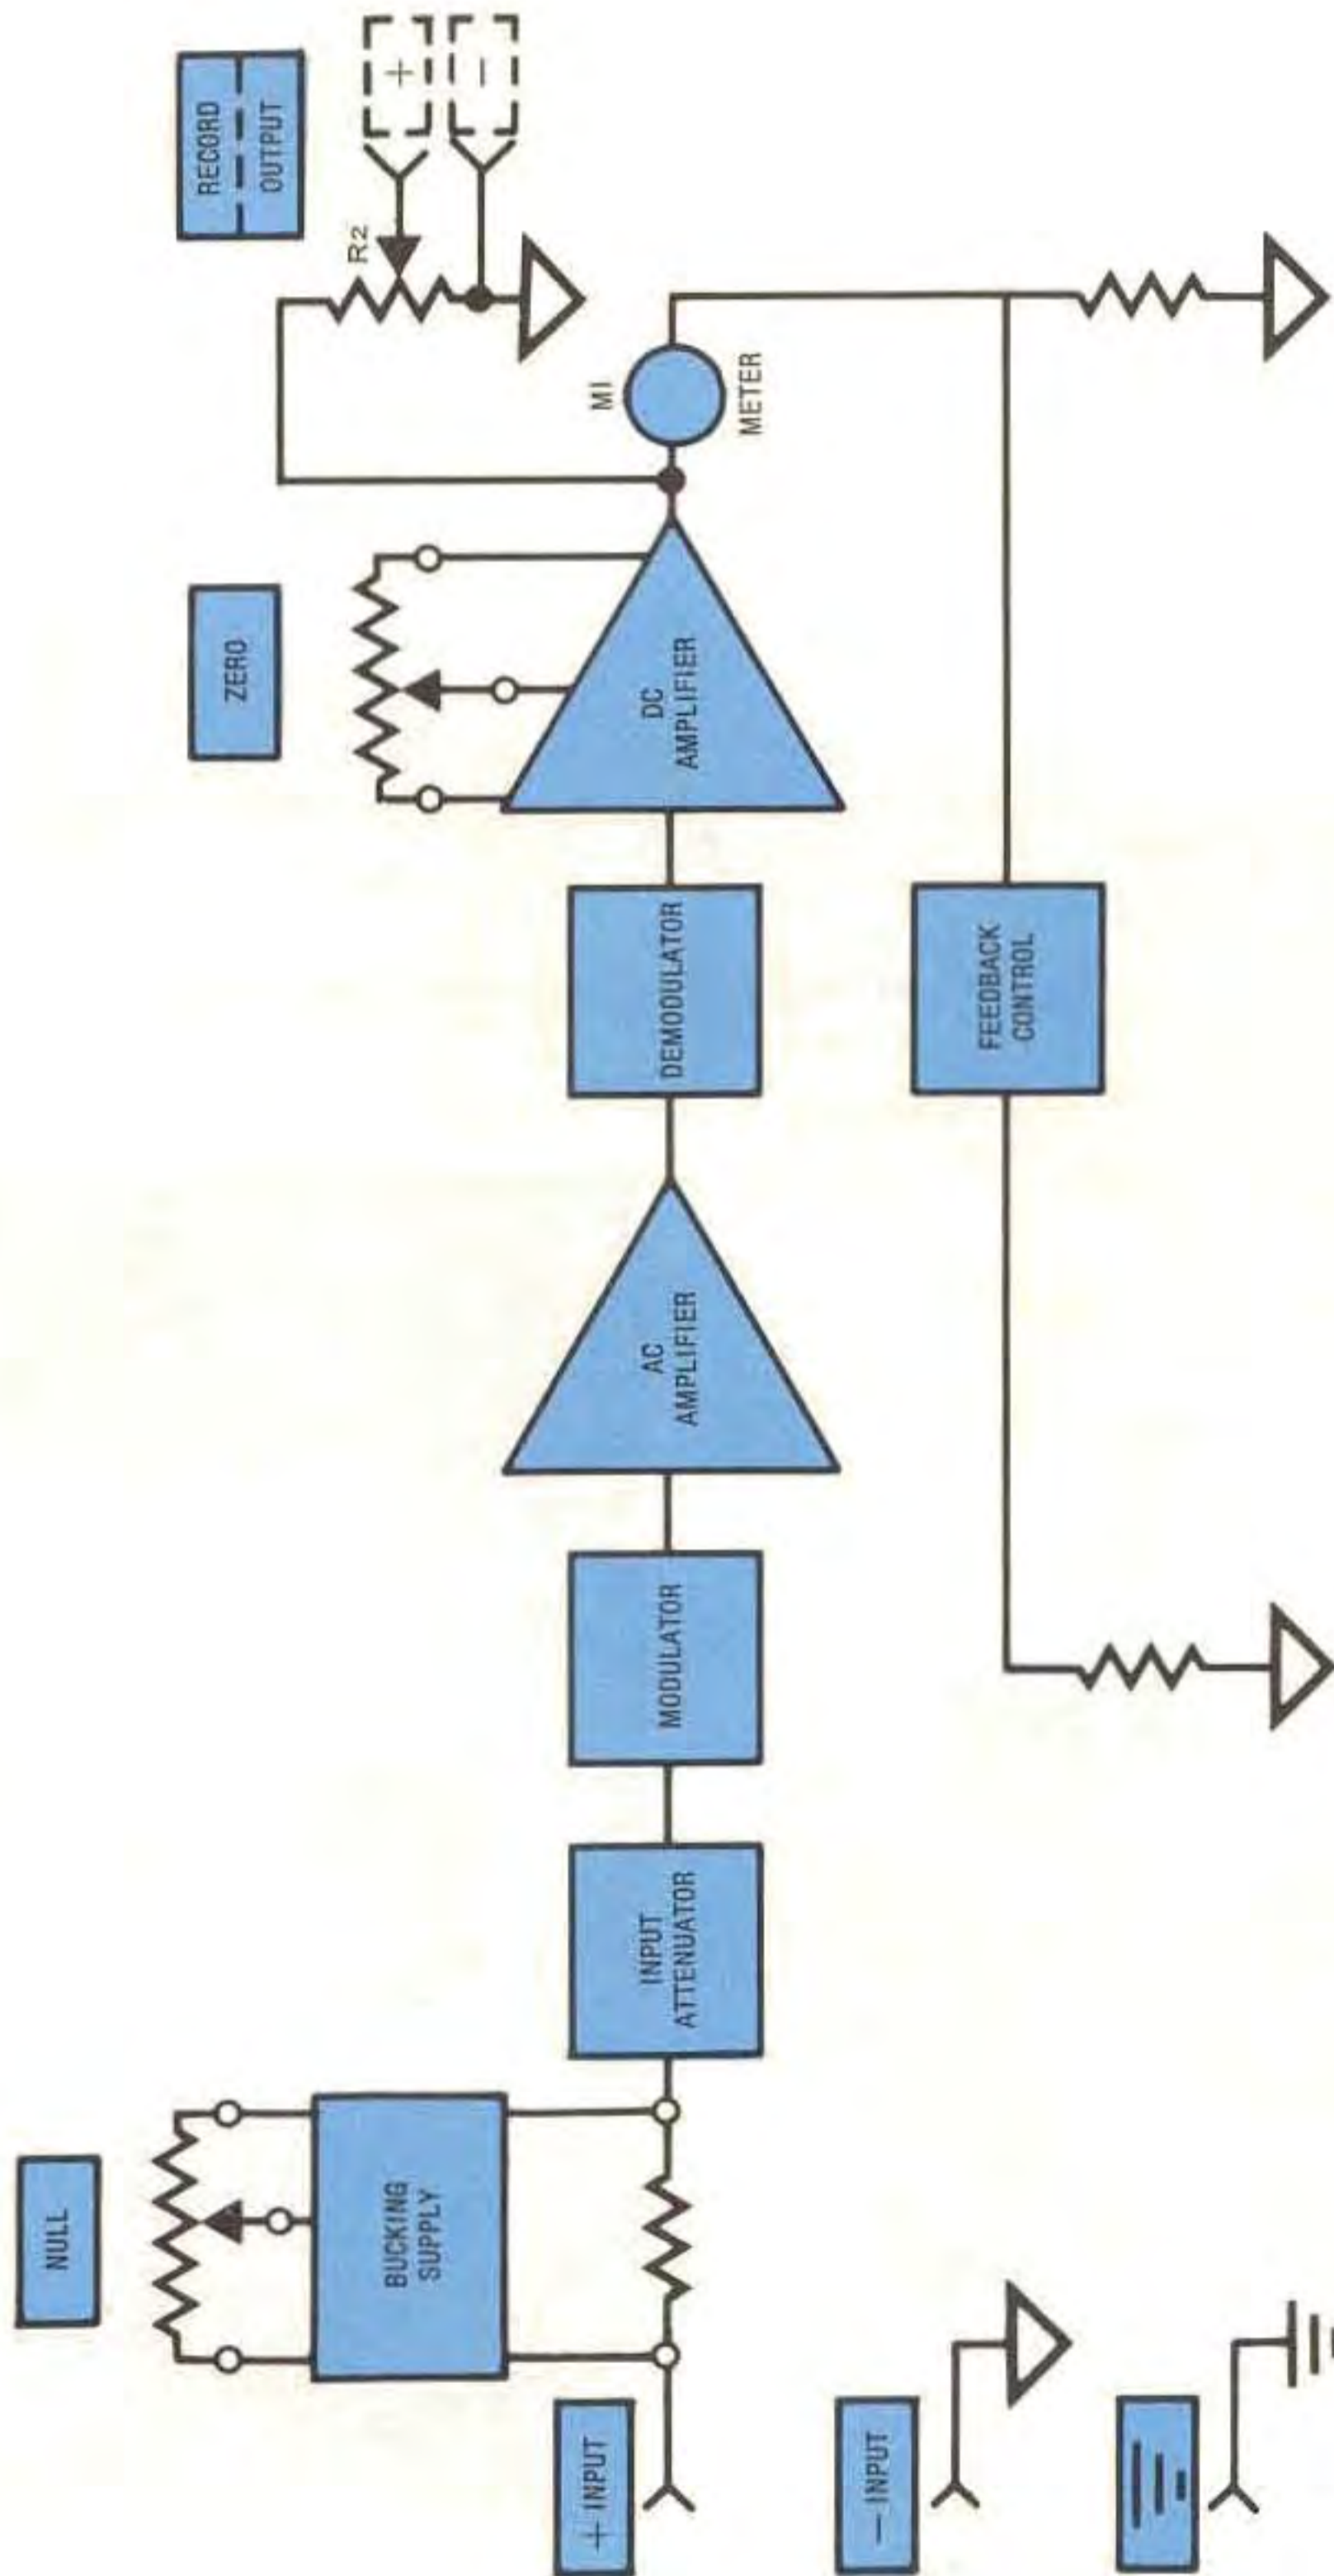 NULL
ZERO
RECORD
OUTPUT
R2
+
−
BUCKING
SUPPLY
MI
METER
+ INPUT
INPUT
ATTENUATOR
MODULATOR
AC
AMPLIFIER
DEMODULATOR
DC
AMPLIFIER
− INPUT
FEEDBACK
CONTROL